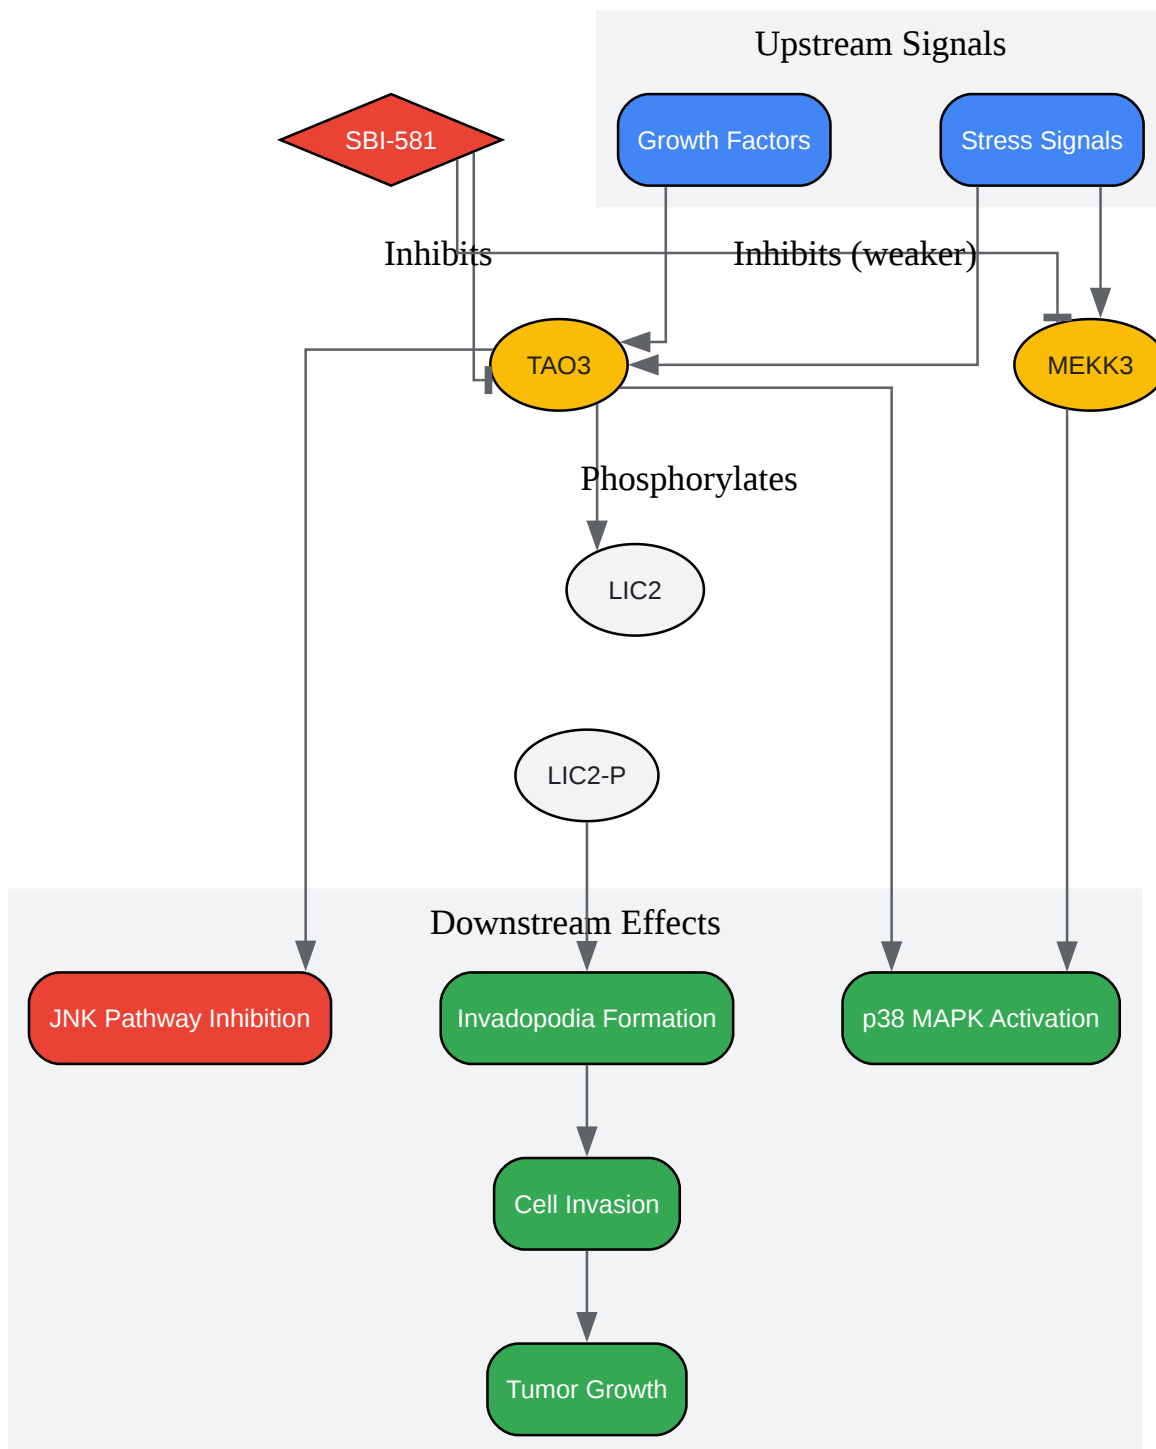 Upstream Signals
SBI-581
Growth Factors
Stress Signals
Inhibits
Inhibits (weaker)
TAO3
MEKK3
Phosphorylates
LIC2
LIC2-P
Downstream Effects
JNK Pathway Inhibition
Invadopodia Formation
p38 MAPK Activation
Cell Invasion
Tumor Growth